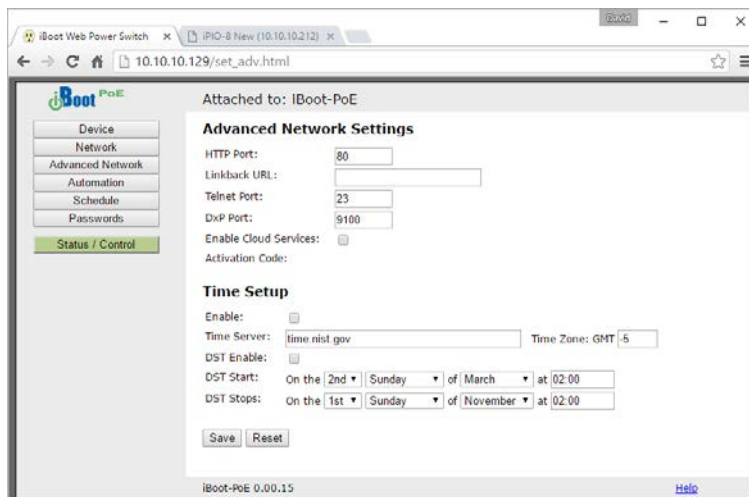 David
iBoot Web Power Switch
iPIO-8 New (10.10.10.212)
10.10.10.129/set_adv.html
iBoot PoE
Attached to: IBoot-PoE
Device
Network
Advanced Network
Automation
Schedule
Passwords
Status / Control
Advanced Network Settings
HTTP Port: 80
Linkback URL:
Telnet Port: 23
DxP Port: 9100
Enable Cloud Services:
Activation Code:
Time Setup
Enable:
Time Server: time.nist.gov Time Zone: GMT -5
DST Enable:
DST Start: On the 2nd Sunday of March at 02:00
DST Stops: On the 1st Sunday of November at 02:00
Save Reset
iBoot-PoE 0.00.15 Help